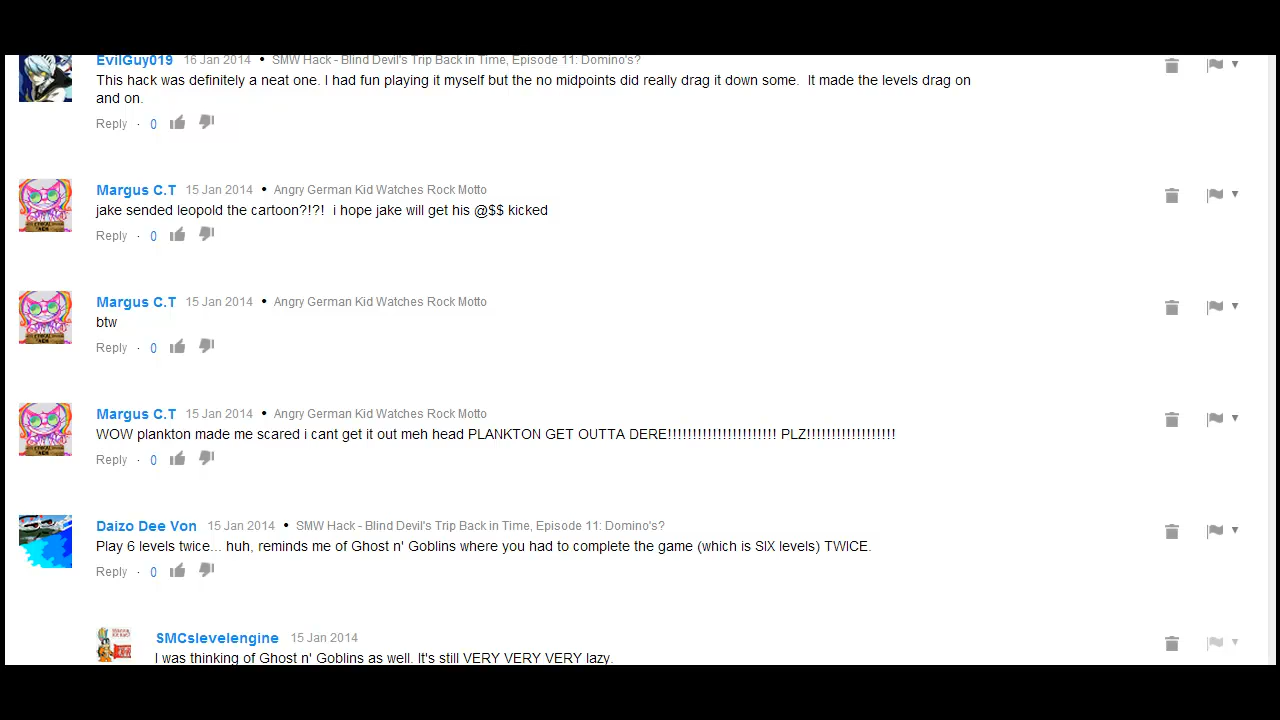 EvilGuy019 16 Jan 2014 • SMW Hack - Blind Devil's Trip Back in Time, Episode 11: Domino's?
This hack was definitely a neat one. I had fun playing it myself but the no midpoints did really drag it down some.  It made the levels drag on
and on.
Reply · 0
Margus C.T 15 Jan 2014 • Angry German Kid Watches Rock Motto
jake sended leopold the cartoon?!?!  i hope jake will get his @$$ kicked
Reply · 0
Margus C.T 15 Jan 2014 • Angry German Kid Watches Rock Motto
btw
Reply · 0
Margus C.T 15 Jan 2014 • Angry German Kid Watches Rock Motto
WOW plankton made me scared i cant get it out meh head PLANKTON GET OUTTA DERE!!!!!!!!!!!!!!!!!!!!!! PLZ!!!!!!!!!!!!!!!!!!
Reply · 0
Daizo Dee Von 15 Jan 2014 • SMW Hack - Blind Devil's Trip Back in Time, Episode 11: Domino's?
Play 6 levels twice... huh, reminds me of Ghost n' Goblins where you had to complete the game (which is SIX levels) TWICE.
Reply · 0
SMCslevelengine 15 Jan 2014
I was thinking of Ghost n' Goblins as well. It's still VERY VERY VERY lazy.